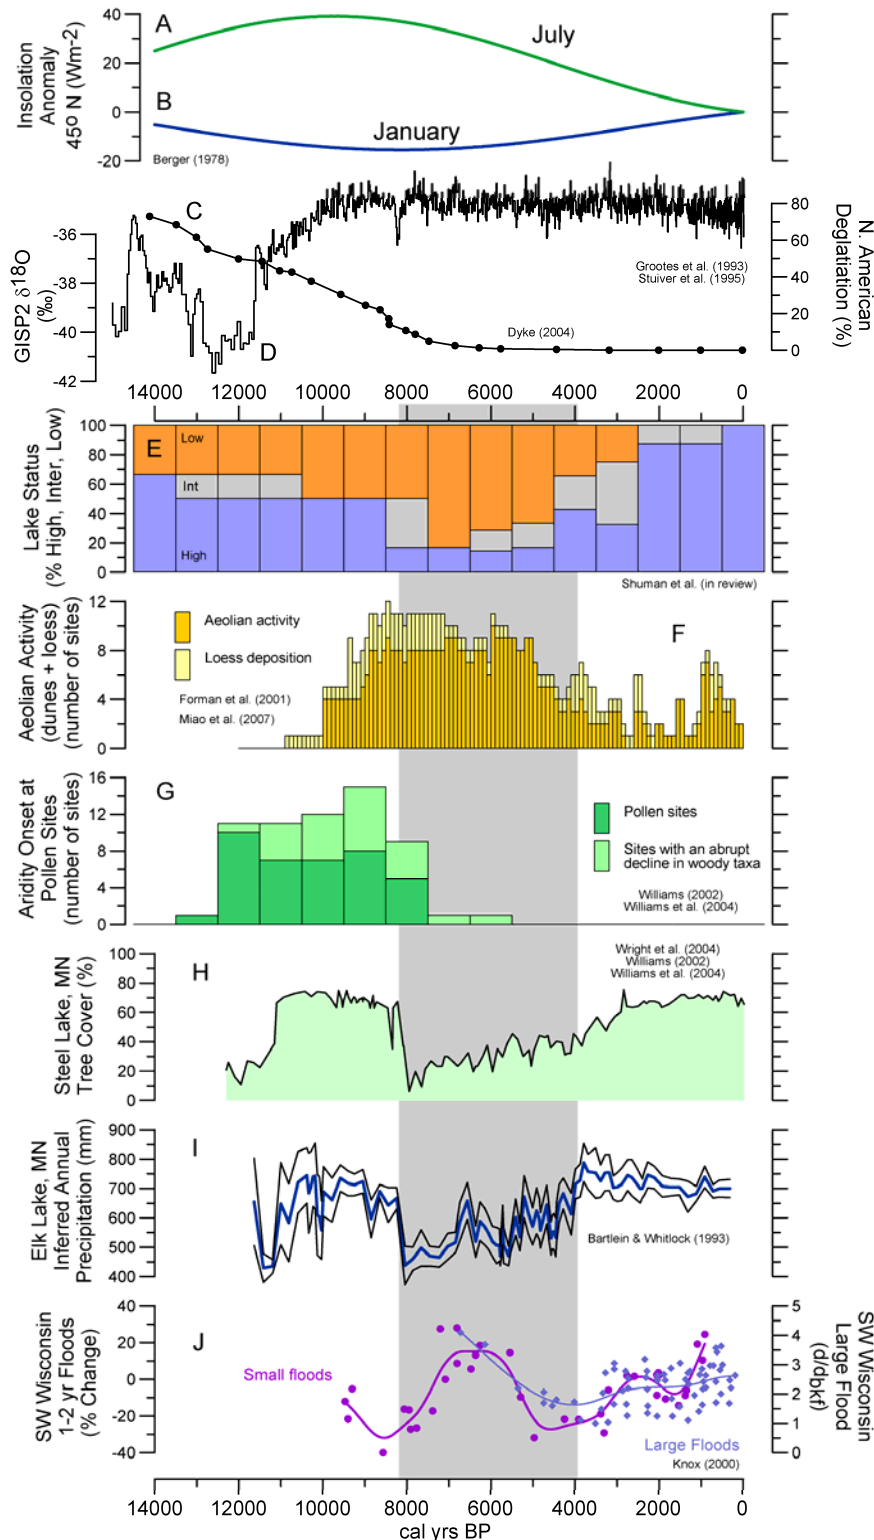 A
July
B
January
Insolation
Anomaly
45º N (Wm-2)
40
20
0
-20
Berger (1978)
C
D
GISP2 δ18O
(‰)
-36
-38
-40
-42
Grootes et al. (1993)
Stuiver et al. (1995)
Dyke (2004)
80
60
40
20
0
N. American
Deglatiation (%)
14000 12000 10000 8000 6000 4000 2000 0
E
Low
Int
High
Lake Status
(% High, Inter, Low)
100
80
60
40
20
0
Shuman et al. (in review)
Aeolian Activity
(dunes + loess)
(number of sites)
12
8
4
0
Aeolian activity
Loess deposition
Forman et al. (2001)
Miao et al. (2007)
F
Aridity Onset at
Pollen Sites
(number of sites)
16
12
8
4
0
G
Pollen sites
Sites with an abrupt
decline in woody taxa
Williams (2002)
Williams et al. (2004)
Steel Lake, MN
Tree Cover (%)
100
80
60
40
20
0
H
Wright et al. (2004)
Williams (2002)
Williams et al. (2004)
Elk Lake, MN
Inferred Annual
Precipitation (mm)
900
800
700
600
500
400
I
Bartlein & Whitlock (1993)
SW Wisconsin
1-2 yr Floods
(% Change)
40
20
0
-20
-40
J
Small floods
Large Floods
Knox (2000)
5
4
3
2
1
0
SW Wisconsin
Large Flood
(d/dbkf)
14000 12000 10000 8000 6000 4000 2000 0
cal yrs BP